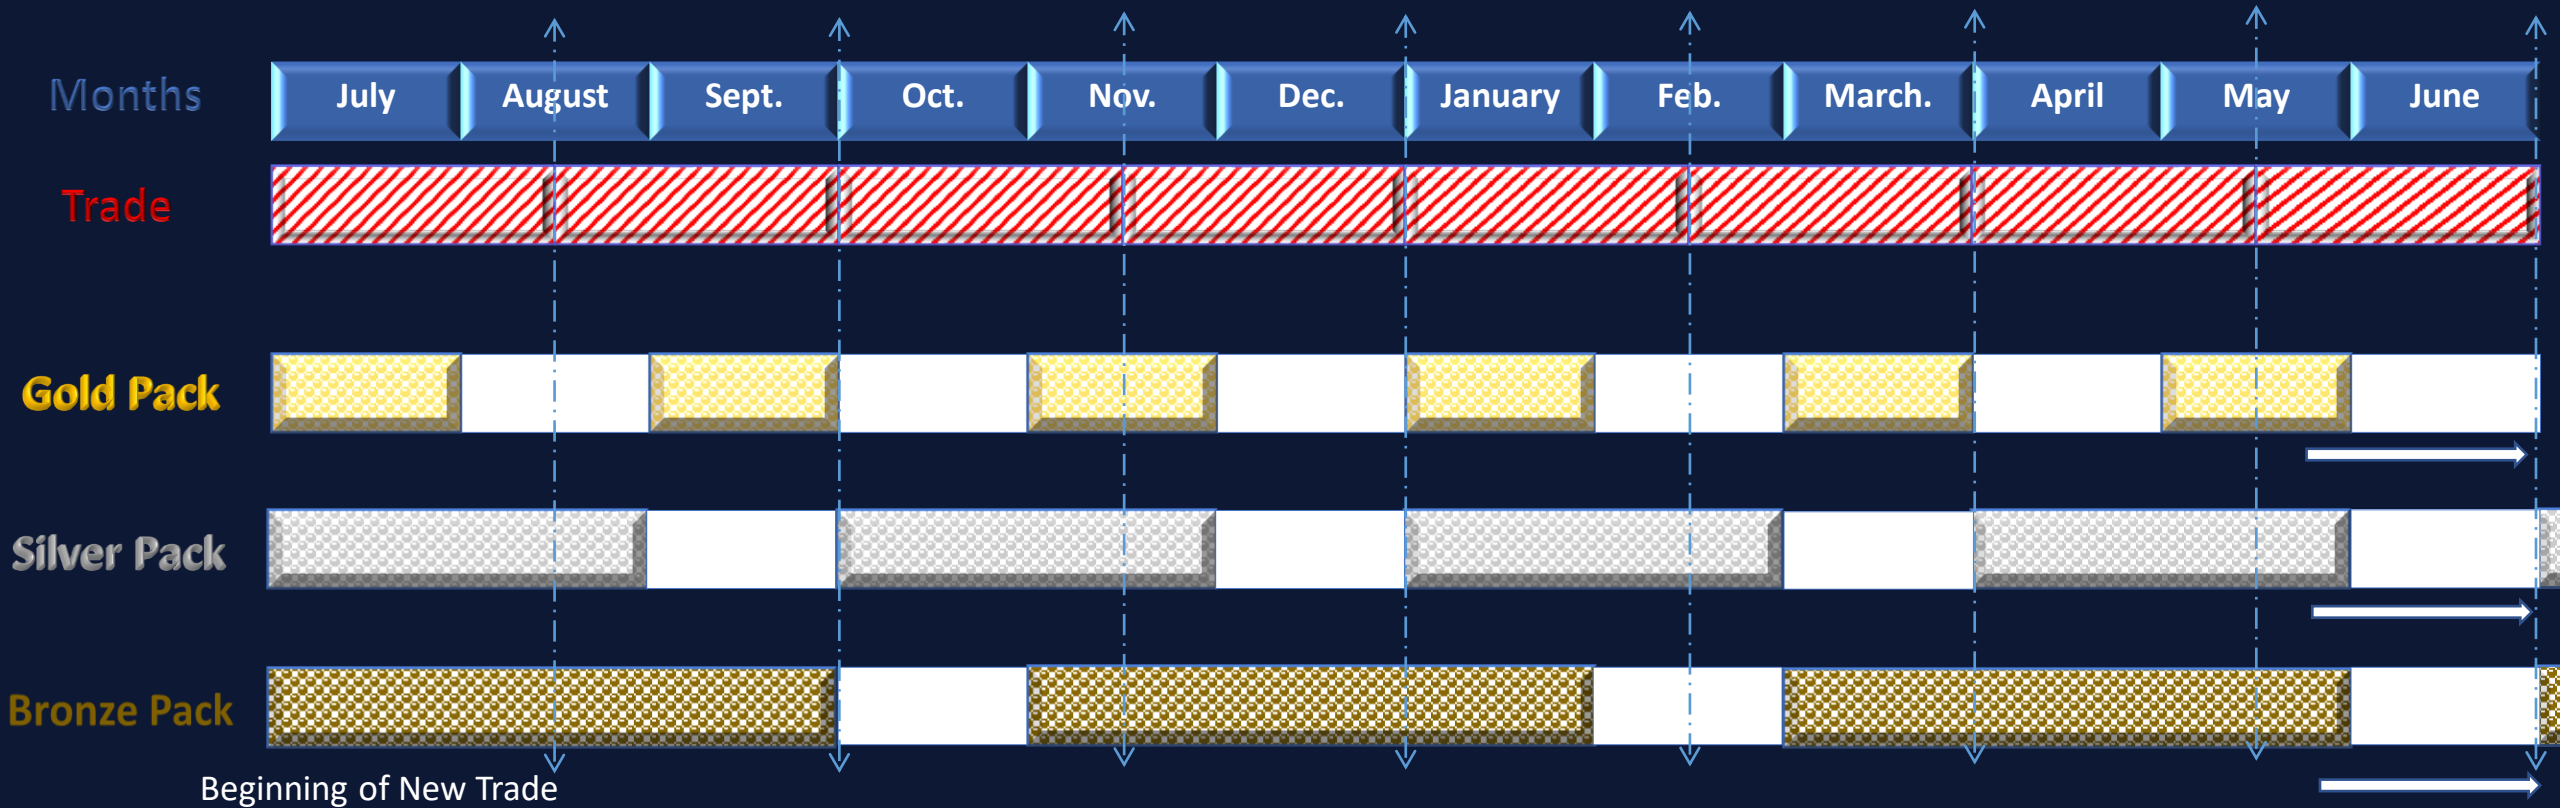 Months
July August Sept. Oct. Nov. Dec. January Feb. March. April May June
Trade
Gold Pack
Silver Pack
Bronze Pack
Beginning of New Trade